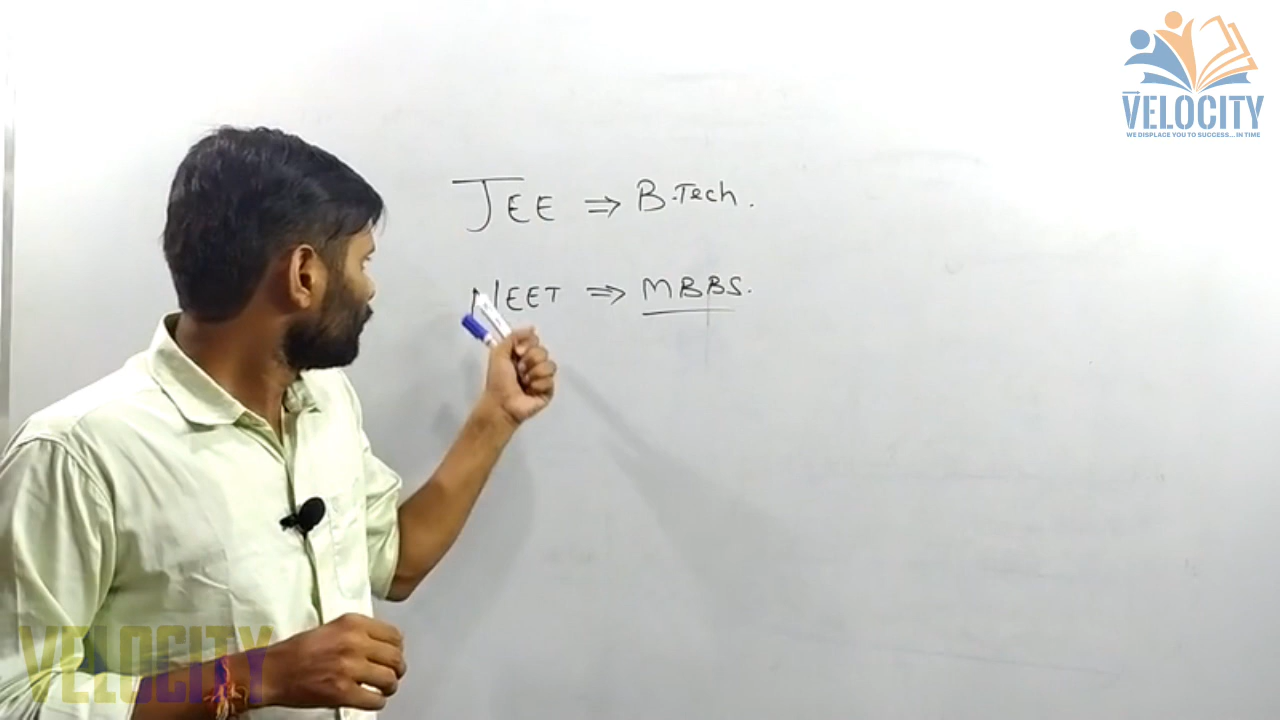 VELOCITY
WE DISPLACE YOU TO SUCCESS... IN TIME
JEE ⇒ B.Tech.
NEET ⇒ MBBS.
VELOCITY